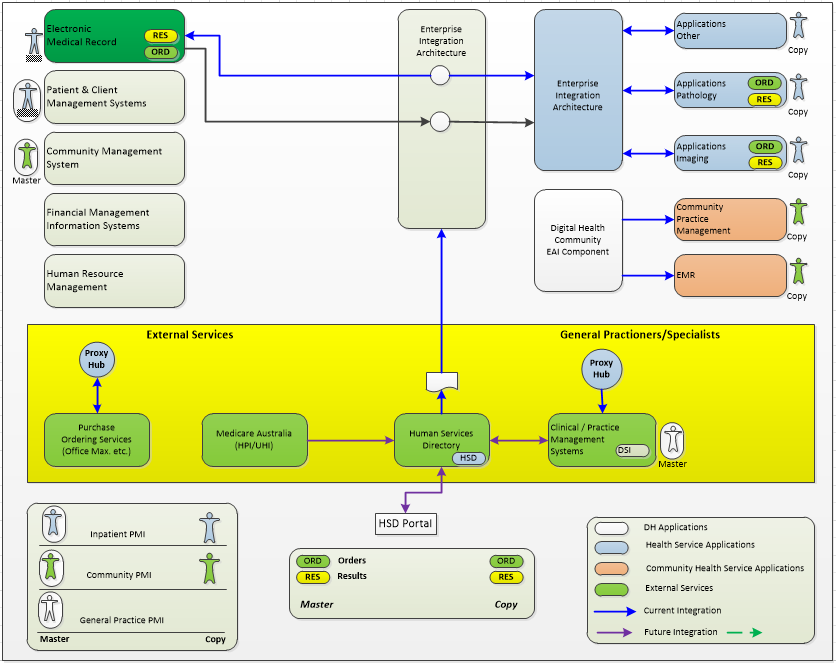 Electronic
Medical Record
RES
ORD
Patient & Client
Management Systems
Community Management
System
Master
Financial Management
Information Systems
Human Resource
Management
Enterprise
Integration
Architecture
Enterprise
Integration
Architecture
Applications
Other
Copy
Applications
Pathology
ORD
RES
Copy
Applications
Imaging
ORD
RES
Copy
Digital Health
Community
EAI Component
Community
Practice
Management
Copy
EMR
Copy
External Services
General Practioners/Specialists
Proxy
Hub
Proxy
Hub
Purchase
Ordering Services
(Office Max. etc.)
Medicare Australia
(HPI/UHI)
Human Services
Directory
HSD
Clinical / Practice
Management
Systems
DSI
Master
HSD Portal
Inpatient PMI
Community PMI
General Practice PMI
Master
Copy
ORD
Orders
ORD
RES
Results
RES
Master
Copy
DH Applications
Health Service Applications
Community Health Service Applications
External Services
Current Integration
Future Integration